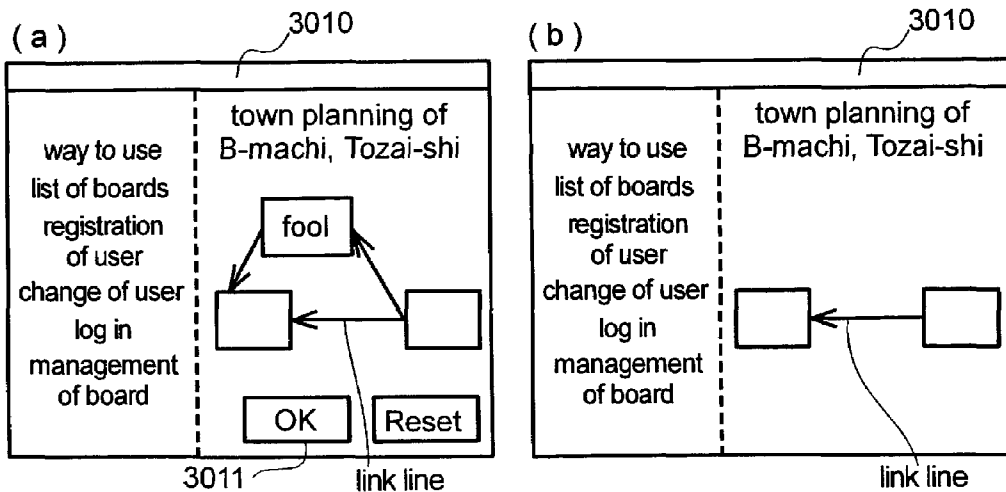 (a)
3010
town planning of
B-machi, Tozai-shi
way to use
list of boards
registration
of user
change of user
log in
management
of board
fool
OK
Reset
3011
link line
(b)
3010
town planning of
B-machi, Tozai-shi
way to use
list of boards
registration
of user
change of user
log in
management
of board
link line